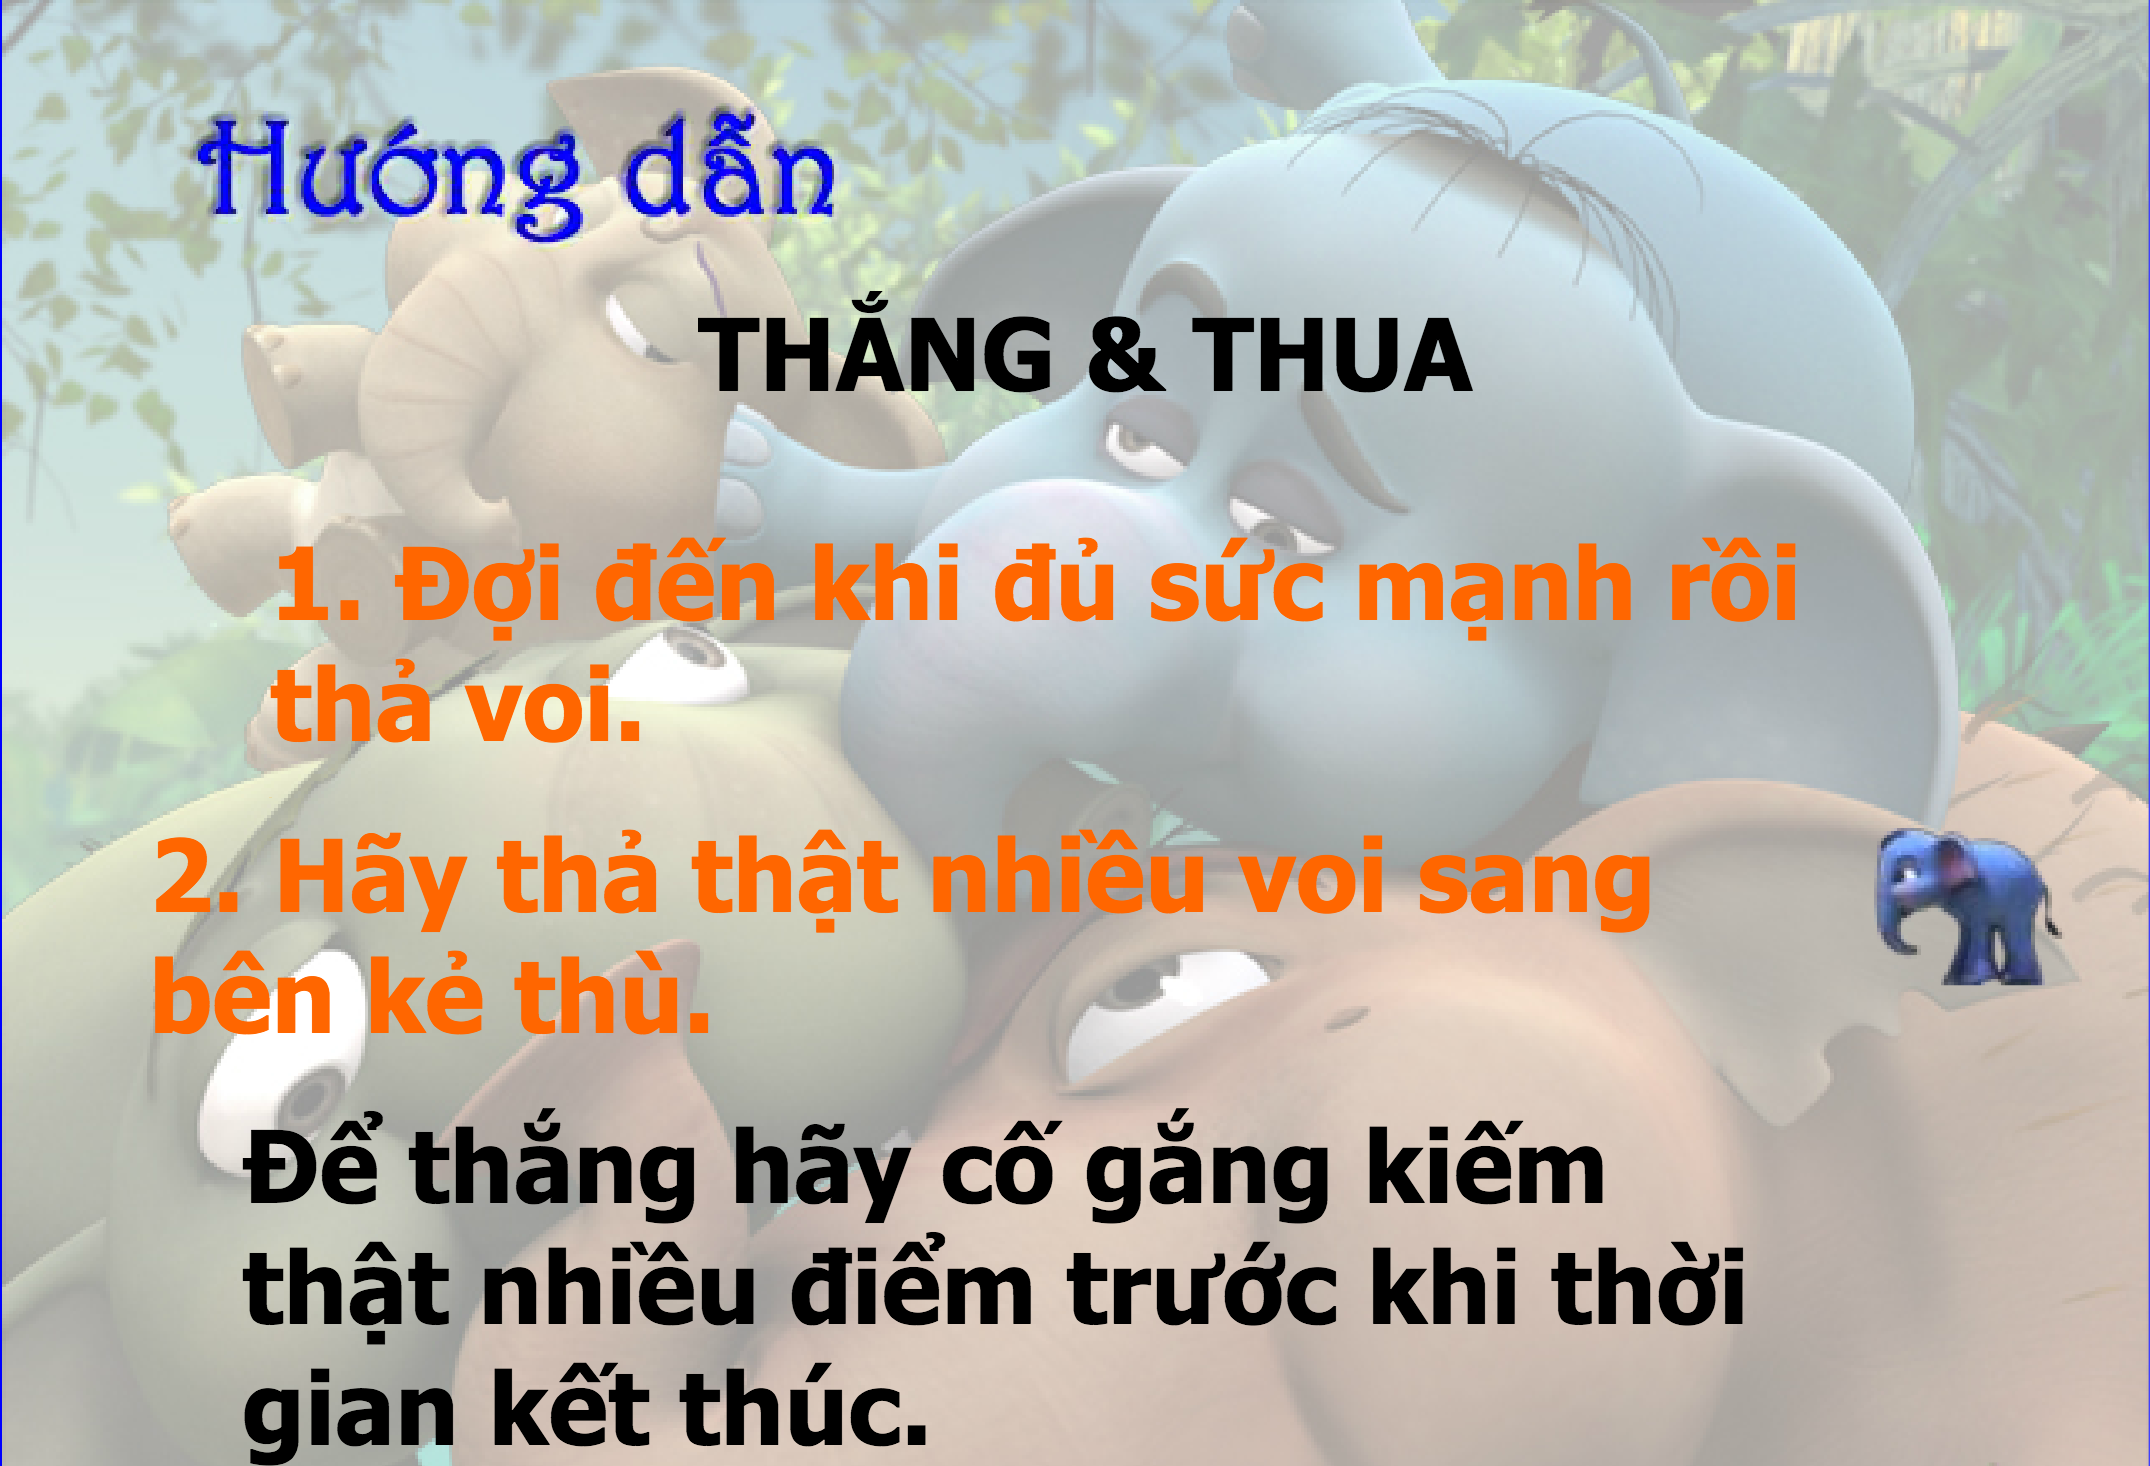 Hướng dẫn
THẮNG & THUA
1. Đợi đến khi đủ sức mạnh rồi
thả voi.
2. Hãy thả thật nhiều voi sang
bên kẻ thù.
Để thắng hãy cố gắng kiếm
thật nhiều điểm trước khi thời
gian kết thúc.